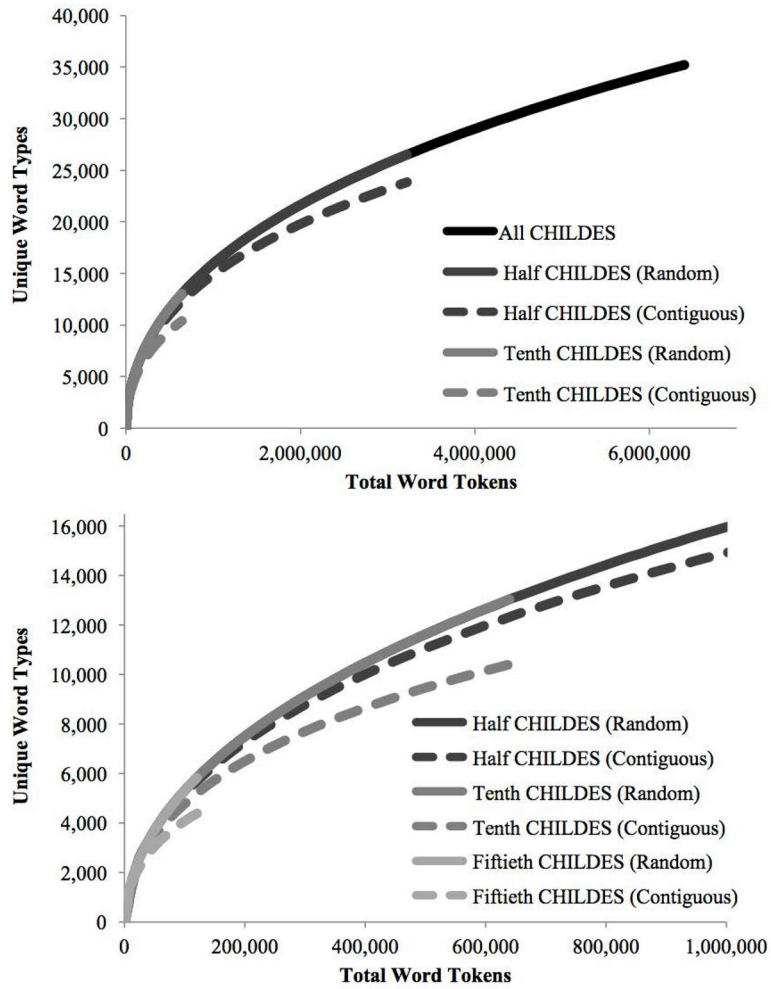 40,000
35,000
30,000
25,000
20,000
15,000
10,000
5,000
0
Unique Word Types
All CHILDES
Half CHILDES (Random)
Half CHILDES (Contiguous)
Tenth CHILDES (Random)
Tenth CHILDES (Contiguous)
0 2,000,000 4,000,000 6,000,000
Total Word Tokens
16,000
14,000
12,000
10,000
8,000
6,000
4,000
2,000
0
Unique Word Types
Half CHILDES (Random)
Half CHILDES (Contiguous)
Tenth CHILDES (Random)
Tenth CHILDES (Contiguous)
Fiftieth CHILDES (Random)
Fiftieth CHILDES (Contiguous)
0 200,000 400,000 600,000 800,000 1,000,000
Total Word Tokens